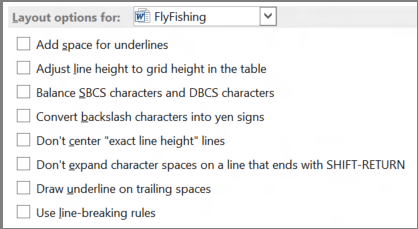 Layout options for: FlyFishing
Add space for underlines
Adjust line height to grid height in the table
Balance SBCS characters and DBCS characters
Convert backslash characters into yen signs
Don't center "exact line height" lines
Don't expand character spaces on a line that ends with SHIFT-RETURN
Draw underline on trailing spaces
Use line-breaking rules